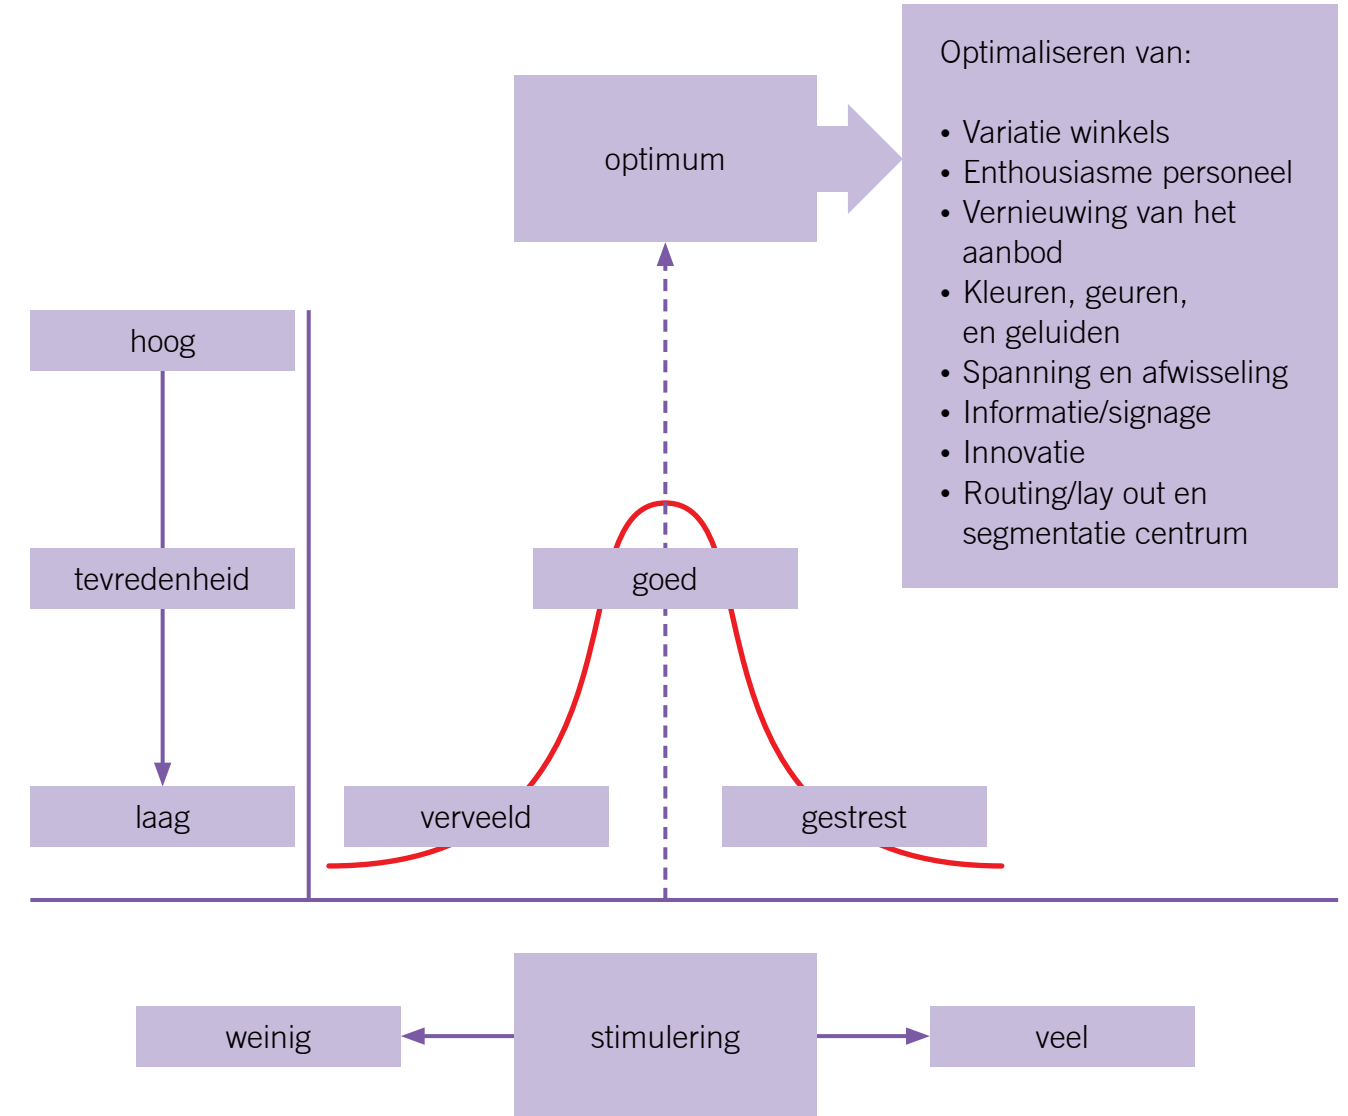 Optimaliseren van:
• Variatie winkels
• Enthousiasme personeel
• Vernieuwing van het
aanbod
• Kleuren, geuren,
en geluiden
• Spanning en afwisseling
• Informatie/signage
• Innovatie
• Routing/lay out en
segmentatie centrum
optimum
hoog
tevredenheid
laag
goed
verveeld
gestrest
weinig
stimulering
veel